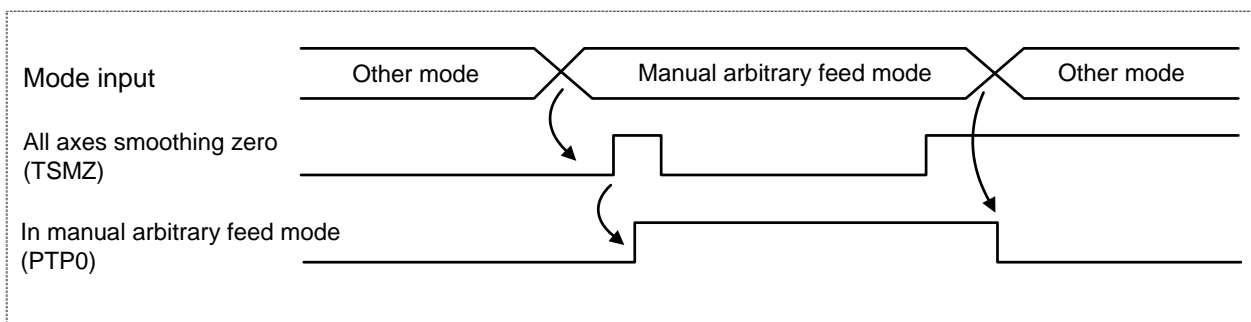 Mode input
Other mode
Manual arbitrary feed mode
Other mode
All axes smoothing zero
(TSMZ)
In manual arbitrary feed mode
(PTP0)